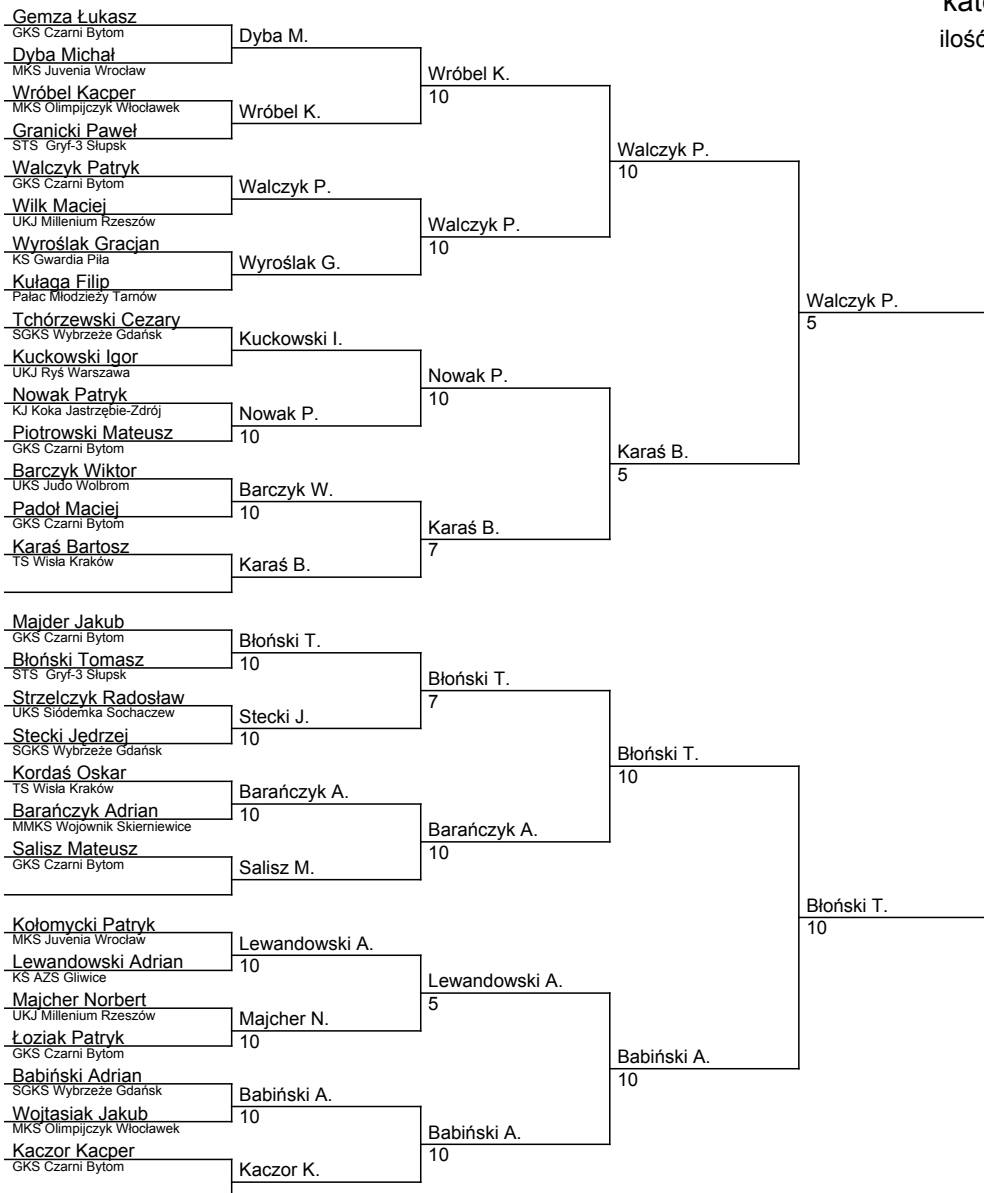 kat
ilość
Gemza Łukasz
GKS Czarni Bytom
Dyba Michał
MKS Juvenia Wrocław
Wróbel Kacper
MKS Olimpijczyk Włocławek
Granicki Paweł
STS Gryf-3 Słupsk
Walczyk Patryk
GKS Czarni Bytom
Wilk Maciej
UKJ Millenium Rzeszów
Wyroślak Gracjan
KS Gwardia Piła
Kułaga Filip
Pałac Młodzieży Tarnów
Tchórzewski Cezary
SGKS Wybrzeże Gdańsk
Kuckowski Igor
UKJ Ryś Warszawa
Nowak Patryk
KJ Koka Jastrzębie-Zdrój
Piotrowski Mateusz
GKS Czarni Bytom
Barczyk Wiktor
UKS Judo Wolbrom
Padoł Maciej
GKS Czarni Bytom
Karaś Bartosz
TS Wisła Kraków
Majder Jakub
GKS Czarni Bytom
Błoński Tomasz
STS Gryf-3 Słupsk
Strzelczyk Radosław
UKS Siódemka Sochaczew
Stecki Jędrzej
SGKS Wybrzeże Gdańsk
Kordaś Oskar
TS Wisła Kraków
Barańczyk Adrian
MMKS Wojownik Skierniewice
Salisz Mateusz
GKS Czarni Bytom
Kołomycki Patryk
MKS Juvenia Wrocław
Lewandowski Adrian
KS AZS Gliwice
Majcher Norbert
UKJ Millenium Rzeszów
Łoziak Patryk
GKS Czarni Bytom
Babiński Adrian
SGKS Wybrzeże Gdańsk
Wojtasiak Jakub
MKS Olimpijczyk Włocławek
Kaczor Kacper
GKS Czarni Bytom
Dyba M.
Wróbel K.
Walczyk P.
Wyroślak G.
Kuckowski I.
Nowak P.
10
Barczyk W.
10
Karaś B.
Błoński T.
10
Stecki J.
10
Barańczyk A.
10
Salisz M.
Lewandowski A.
10
Majcher N.
10
Babiński A.
10
Kaczor K.
Wróbel K.
10
Walczyk P.
10
Nowak P.
10
Karaś B.
7
Błoński T.
7
Barańczyk A.
10
Lewandowski A.
5
Babiński A.
10
Walczyk P.
10
Karaś B.
5
Błoński T.
10
Babiński A.
10
Walczyk P.
5
Błoński T.
10